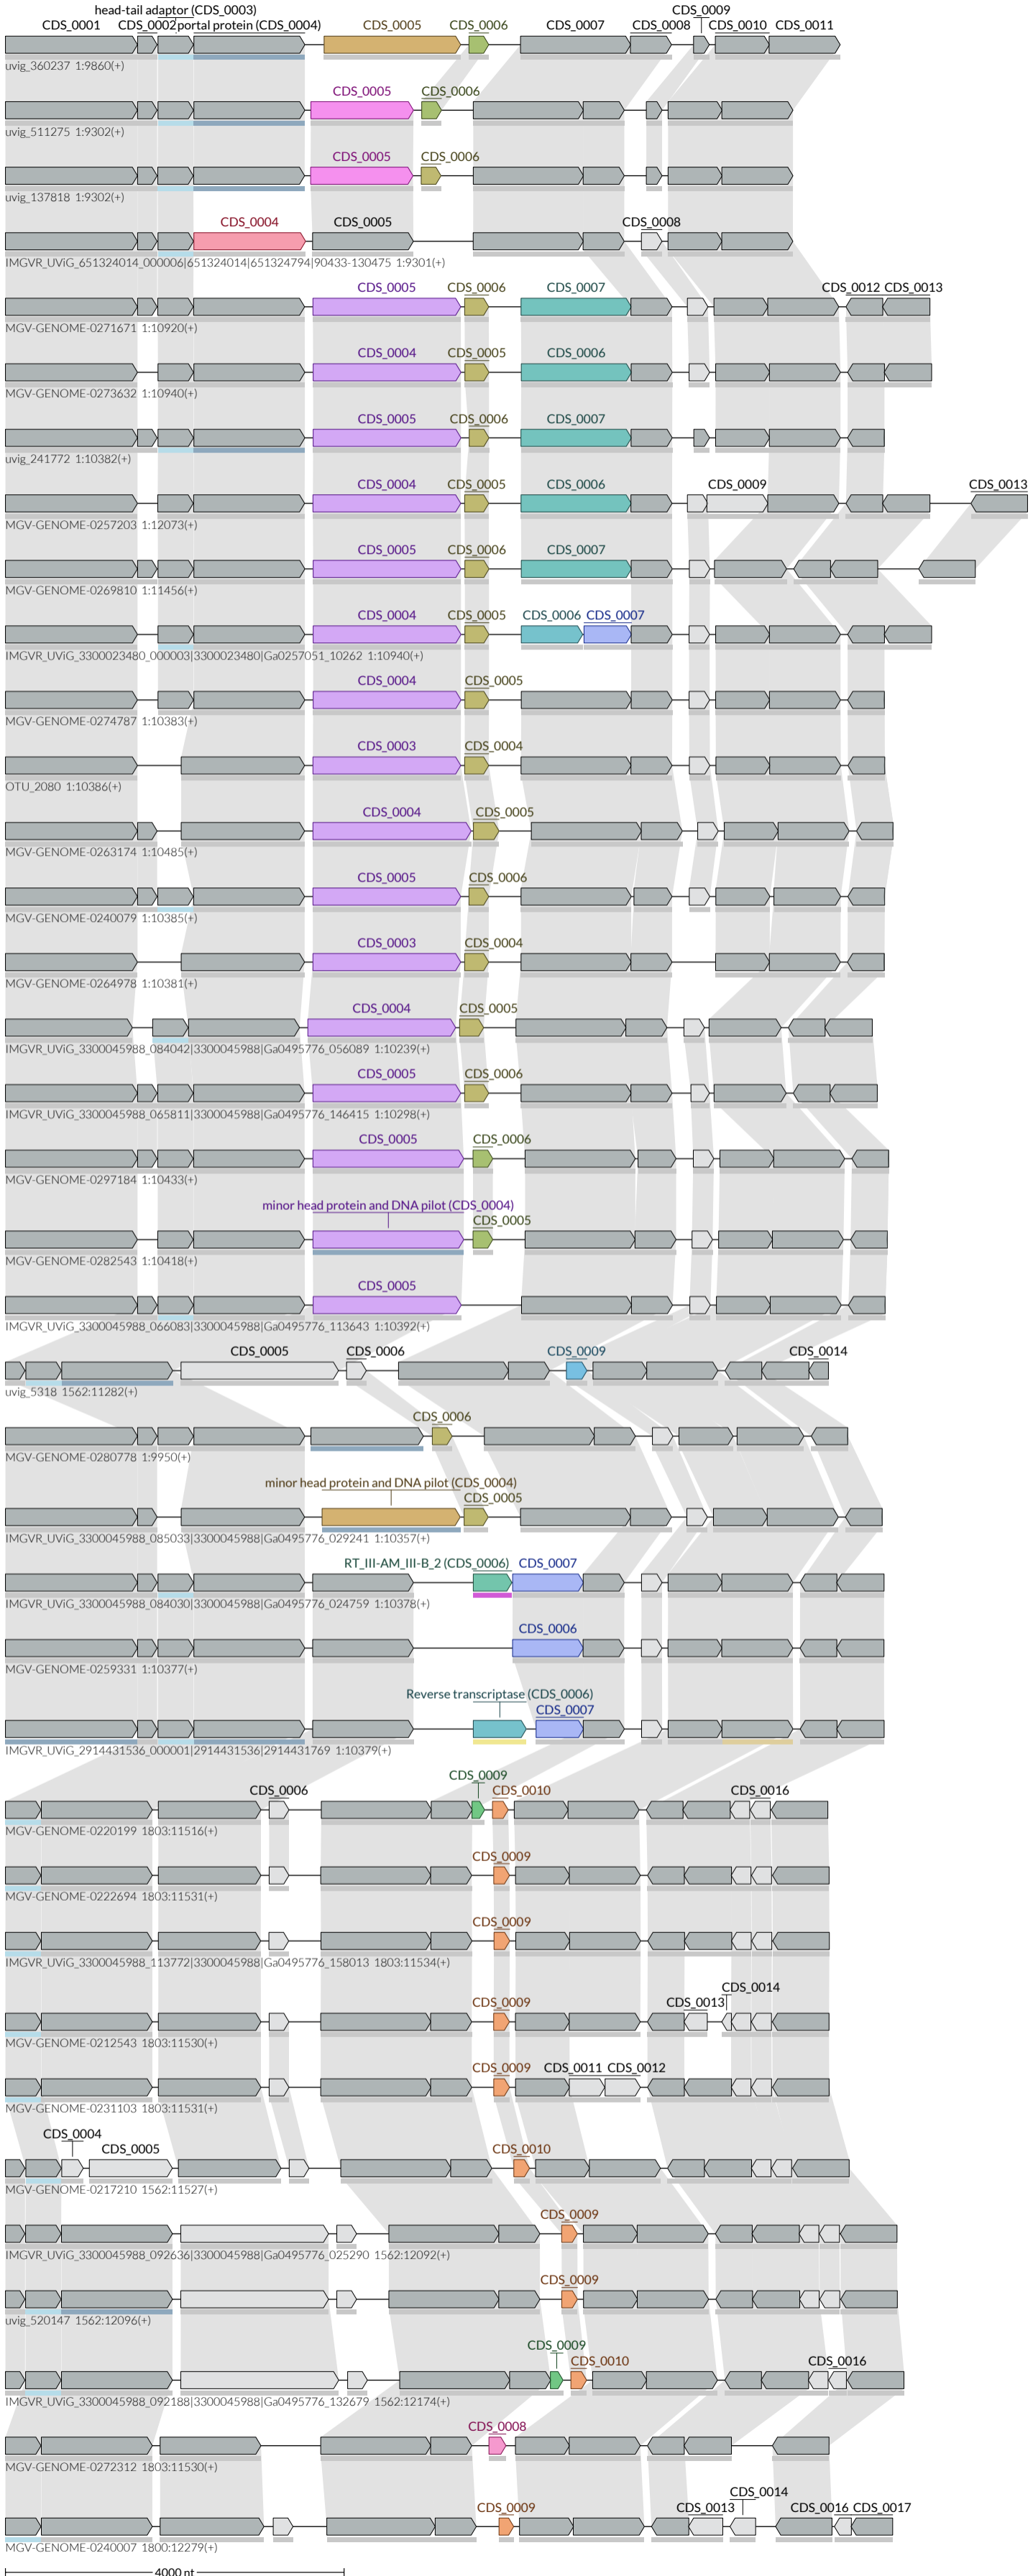 head-tail adaptor (CDS_0003) CDS_0009
CDS_0001 CDS_0002 portal protein (CDS_0004) CDS_0005 CDS_0006 CDS_0007 CDS_0008 CDS_0010 CDS_0011
uvig_360237 1:9860(+)
CDS_0005 CDS_0006
uvig_511275 1:9302(+)
CDS_0005 CDS_0006
uvig_137818 1:9302(+)
CDS_0004 CDS_0005 CDS_0008
IMGVR_UViG_651324014_000006|651324014|651324794|90433-130475 1:9301(+)
CDS_0005 CDS_0006 CDS_0007 CDS_0012 CDS_0013
MGV-GENOME-0271671 1:10920(+)
CDS_0004 CDS_0005 CDS_0006
MGV-GENOME-0273632 1:10940(+)
CDS_0005 CDS_0006 CDS_0007
uvig_241772 1:10382(+)
CDS_0004 CDS_0005 CDS_0006 CDS_0009 CDS_0013
MGV-GENOME-0257203 1:12073(+)
CDS_0005 CDS_0006 CDS_0007
MGV-GENOME-0269810 1:11456(+)
CDS_0004 CDS_0005 CDS_0006 CDS_0007
IMGVR_UViG_3300023480_000003|3300023480|Ga0257051_10262 1:10940(+)
CDS_0004 CDS_0005
MGV-GENOME-0274787 1:10383(+)
CDS_0003 CDS_0004
OTU_2080 1:10386(+)
CDS_0004 CDS_0005
MGV-GENOME-0263174 1:10485(+)
CDS_0005 CDS_0006
MGV-GENOME-0240079 1:10385(+)
CDS_0003 CDS_0004
MGV-GENOME-0264978 1:10381(+)
CDS_0004 CDS_0005
IMGVR_UViG_3300045988_084042|3300045988|Ga0495776_056089 1:10239(+)
CDS_0005 CDS_0006
IMGVR_UViG_3300045988_065811|3300045988|Ga0495776_146415 1:10298(+)
CDS_0005 CDS_0006
MGV-GENOME-0297184 1:10433(+)
minor head protein and DNA pilot (CDS_0004)
CDS_0005
MGV-GENOME-0282543 1:10418(+)
CDS_0005
IMGVR_UViG_3300045988_066083|3300045988|Ga0495776_113643 1:10392(+)
CDS_0005 CDS_0006 CDS_0009 CDS_0014
uvig_5318 1562:11282(+)
CDS_0006
MGV-GENOME-0280778 1:9950(+)
minor head protein and DNA pilot (CDS_0004)
CDS_0005
IMGVR_UViG_3300045988_085033|3300045988|Ga0495776_029241 1:10357(+)
RT_III-AM_III-B_2 (CDS_0006) CDS_0007
IMGVR_UViG_3300045988_084030|3300045988|Ga0495776_024759 1:10378(+)
CDS_0006
MGV-GENOME-0259331 1:10377(+)
Reverse transcriptase (CDS_0006)
CDS_0007
IMGVR_UViG_2914431536_000001|2914431536|2914431769 1:10379(+)
CDS_0009
CDS_0006 CDS_0010 CDS_0016
MGV-GENOME-0220199 1803:11516(+)
CDS_0009
MGV-GENOME-0222694 1803:11531(+)
CDS_0009
IMGVR_UViG_3300045988_113772|3300045988|Ga0495776_158013 1803:11534(+)
CDS_0014
CDS_0009 CDS_0013
MGV-GENOME-0212543 1803:11530(+)
CDS_0009 CDS_0011 CDS_0012
MGV-GENOME-0231103 1803:11531(+)
CDS_0004
CDS_0005 CDS_0010
MGV-GENOME-0217210 1562:11527(+)
CDS_0009
IMGVR_UViG_3300045988_092636|3300045988|Ga0495776_025290 1562:12092(+)
CDS_0009
uvig_520147 1562:12096(+)
CDS_0009
CDS_0010 CDS_0016
IMGVR_UViG_3300045988_092188|3300045988|Ga0495776_132679 1562:12174(+)
CDS_0008
MGV-GENOME-0272312 1803:11530(+)
CDS_0014
CDS_0009 CDS_0013 CDS_0016 CDS_0017
MGV-GENOME-0240007 1800:12279(+)
4000 nt